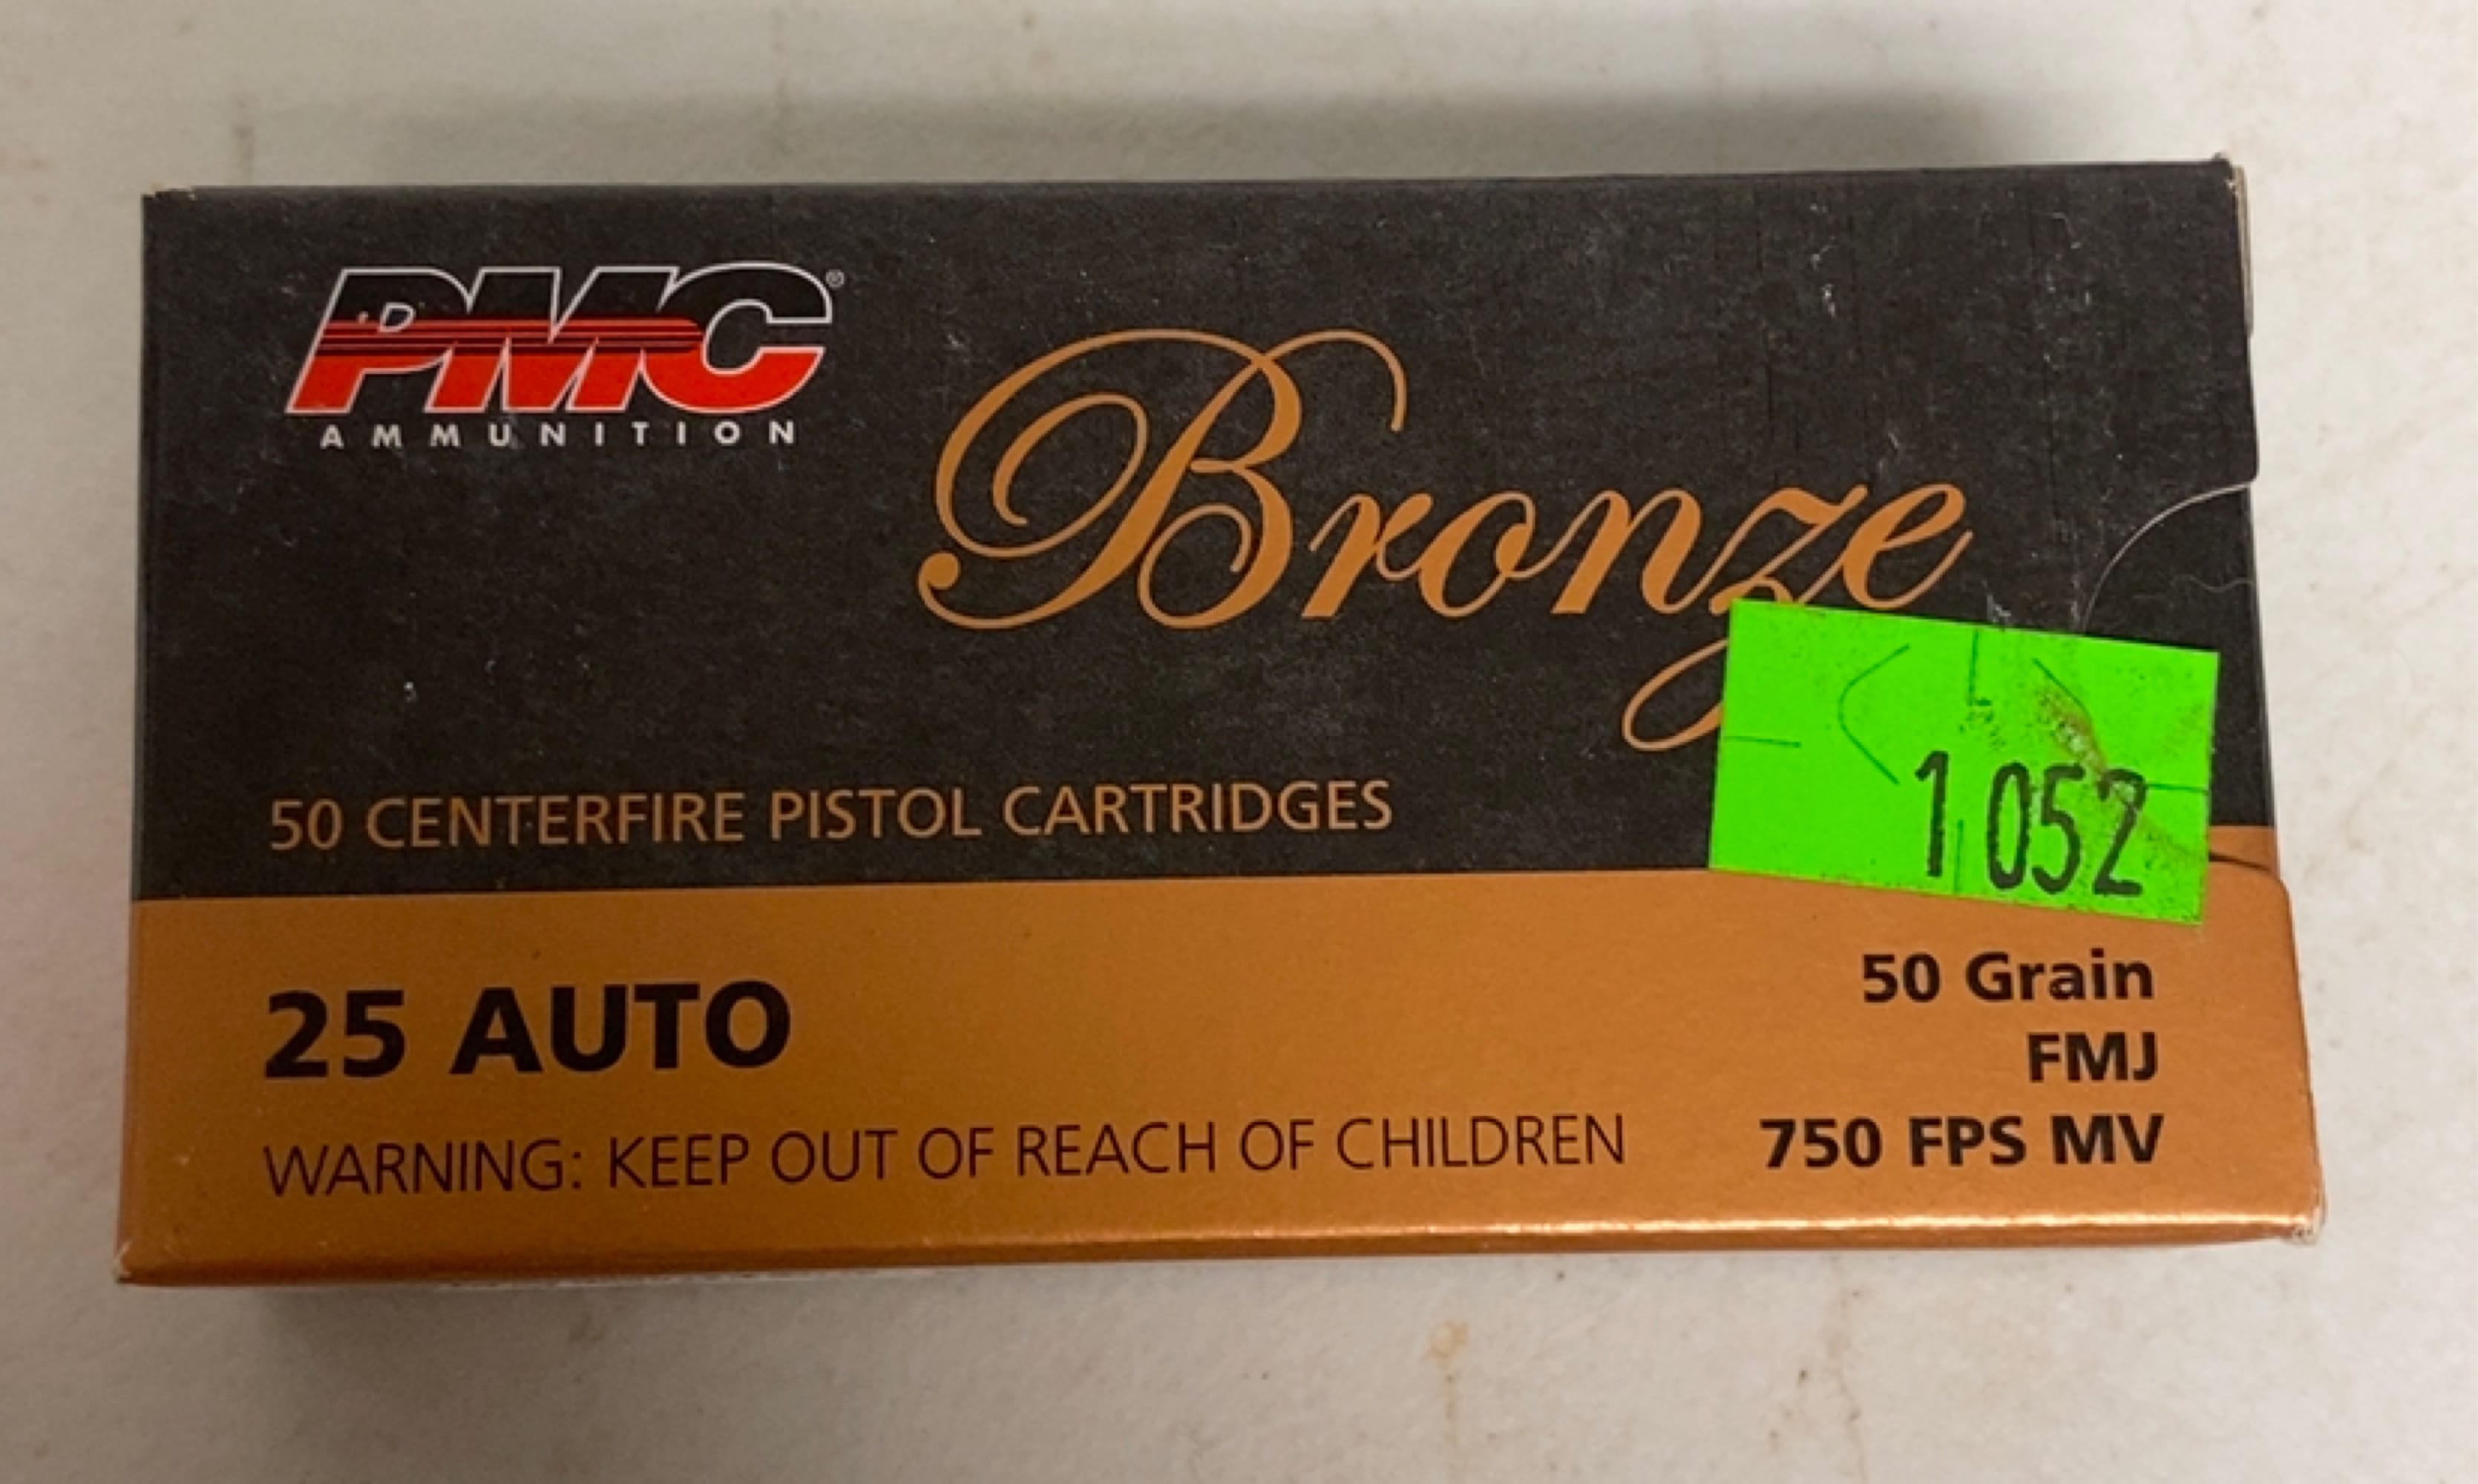 PMC®
AMMUNITION
Bronze
50 CENTERFIRE PISTOL CARTRIDGES
1052
25 AUTO
50 Grain
FMJ
750 FPS MV
WARNING: KEEP OUT OF REACH OF CHILDREN